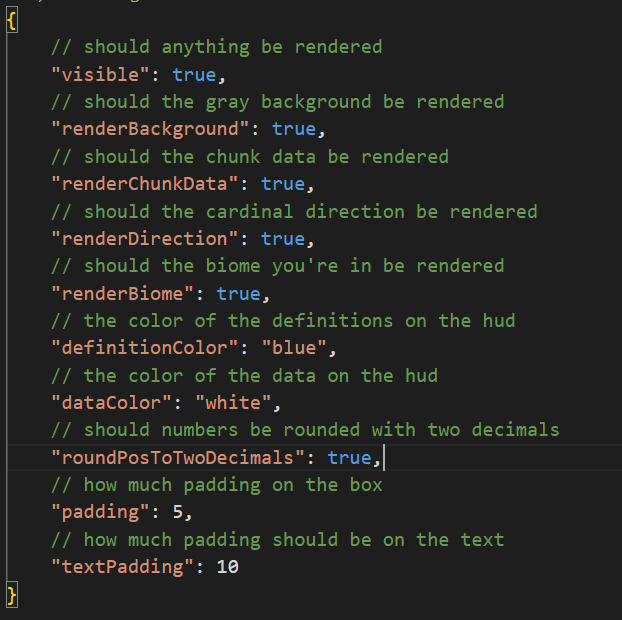 {
// should anything be rendered
"visible": true,
// should the gray background be rendered
"renderBackground": true,
// should the chunk data be rendered
"renderChunkData": true,
// should the cardinal direction be rendered
"renderDirection": true,
// should the biome you're in be rendered
"renderBiome": true,
// the color of the definitions on the hud
"definitionColor": "blue",
// the color of the data on the hud
"dataColor": "white",
// should numbers be rounded with two decimals
"roundPosToTwoDecimals": true,
// how much padding on the box
"padding": 5,
// how much padding should be on the text
"textPadding": 10
}